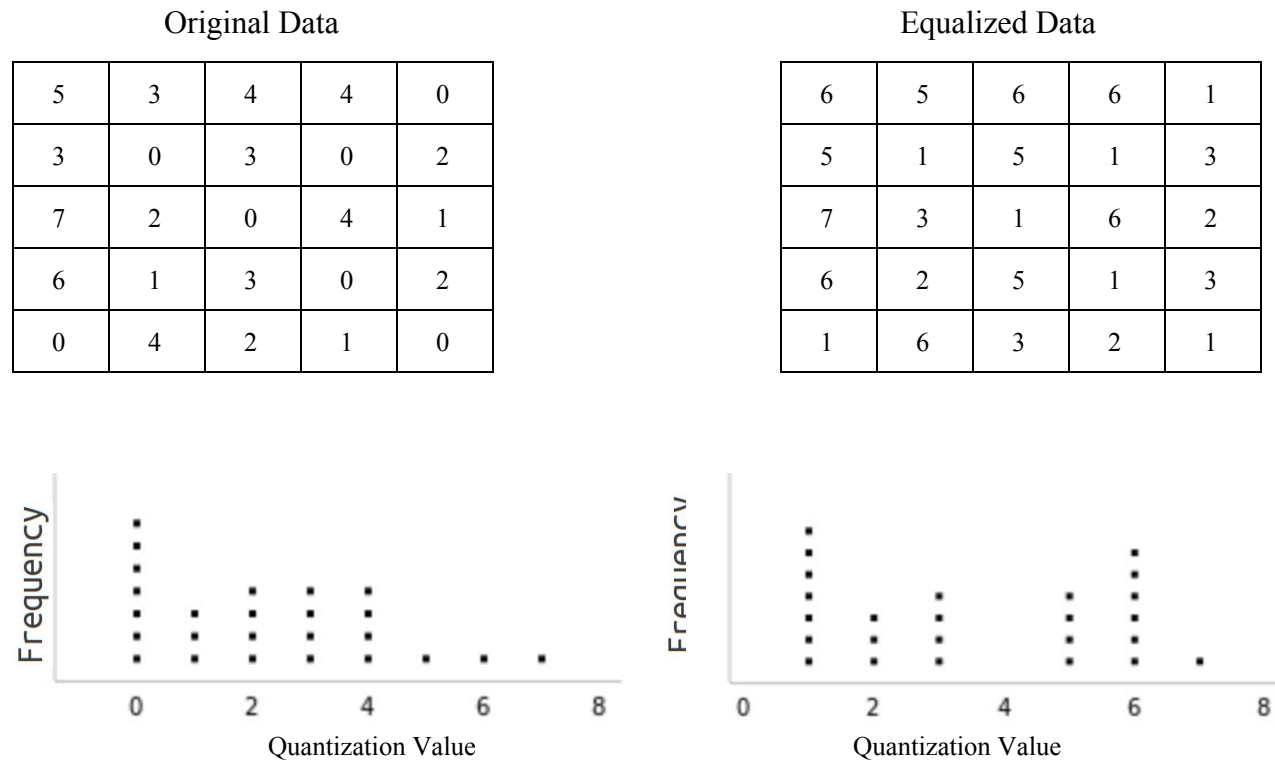 Original Data
5 3 4 4 0
3 0 3 0 2
7 2 0 4 1
6 1 3 0 2
0 4 2 1 0
Equalized Data
6 5 6 6 1
5 1 5 1 3
7 3 1 6 2
6 2 5 1 3
1 6 3 2 1
Frequency
0 2 4 6 8
Quantization Value
Frequency
0 2 4 6 8
Quantization Value